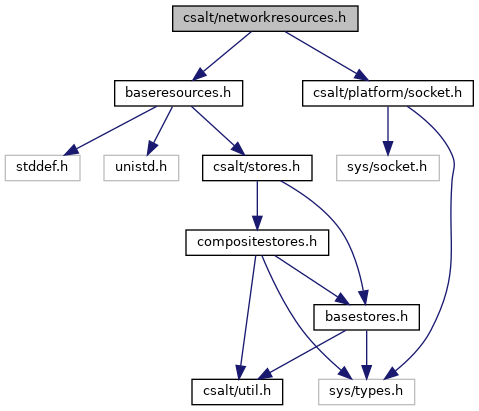 csalt/networkresources.h
baseresources.h
csalt/platform/socket.h
stddef.h
unistd.h
csalt/stores.h
sys/socket.h
compositestores.h
basestores.h
csalt/util.h
sys/types.h